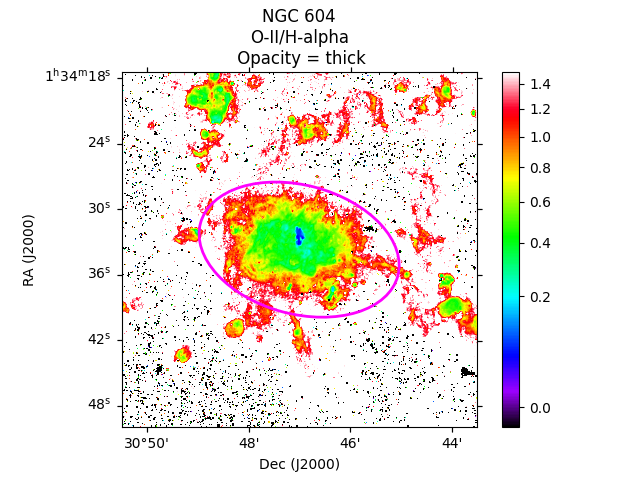 NGC 604
O-II/H-alpha
Opacity = thick
1h34m18s
24s
30s
36s
42s
48s
RA (J2000)
30°50' 48' 46' 44'
Dec (J2000)
1.4
1.2
1.0
0.8
0.6
0.4
0.2
0.0